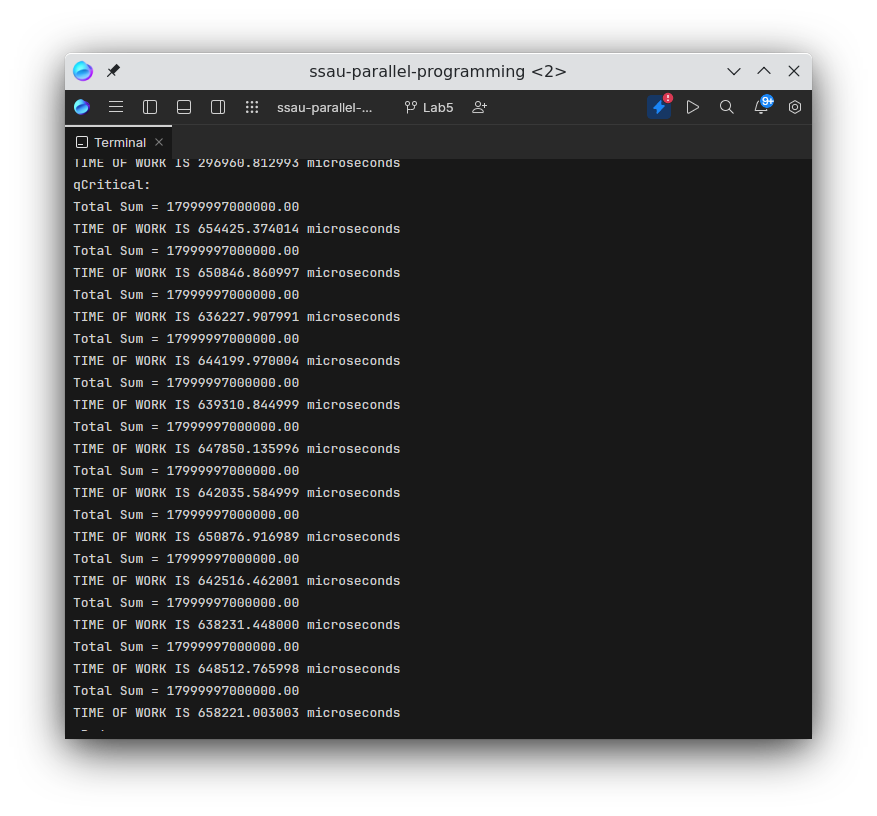 ssau-parallel-programming <2>
ssau-parallel-... Lab5 9+
Terminal
TIME OF WORK IS 296960.812993 microseconds
qCritical:
Total Sum = 17999997000000.00
TIME OF WORK IS 654425.374014 microseconds
Total Sum = 17999997000000.00
TIME OF WORK IS 650846.860997 microseconds
Total Sum = 17999997000000.00
TIME OF WORK IS 636227.907991 microseconds
Total Sum = 17999997000000.00
TIME OF WORK IS 644199.970004 microseconds
Total Sum = 17999997000000.00
TIME OF WORK IS 639310.844999 microseconds
Total Sum = 17999997000000.00
TIME OF WORK IS 647850.135996 microseconds
Total Sum = 17999997000000.00
TIME OF WORK IS 642035.584999 microseconds
Total Sum = 17999997000000.00
TIME OF WORK IS 650876.916989 microseconds
Total Sum = 17999997000000.00
TIME OF WORK IS 642516.462001 microseconds
Total Sum = 17999997000000.00
TIME OF WORK IS 638231.448000 microseconds
Total Sum = 17999997000000.00
TIME OF WORK IS 648512.765998 microseconds
Total Sum = 17999997000000.00
TIME OF WORK IS 658221.003003 microseconds